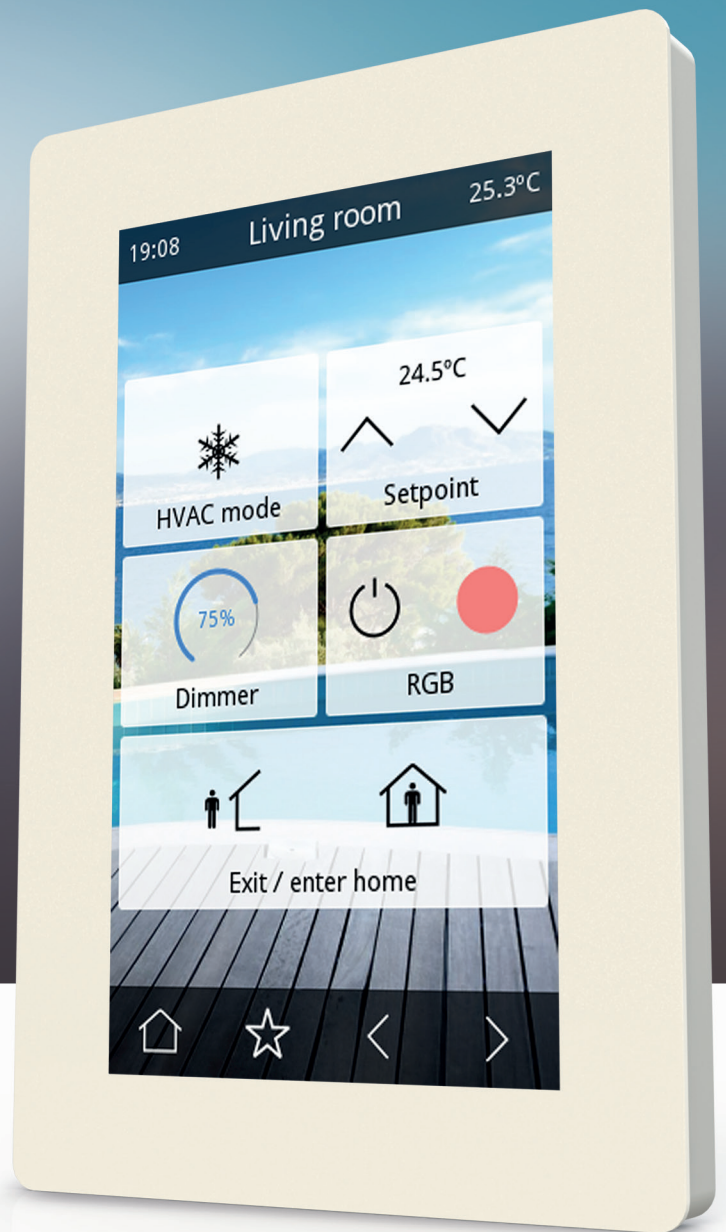 19:08 Living room 25.3ºC
24.5ºC
HVAC mode Setpoint
75%
Dimmer RGB
Exit / enter home